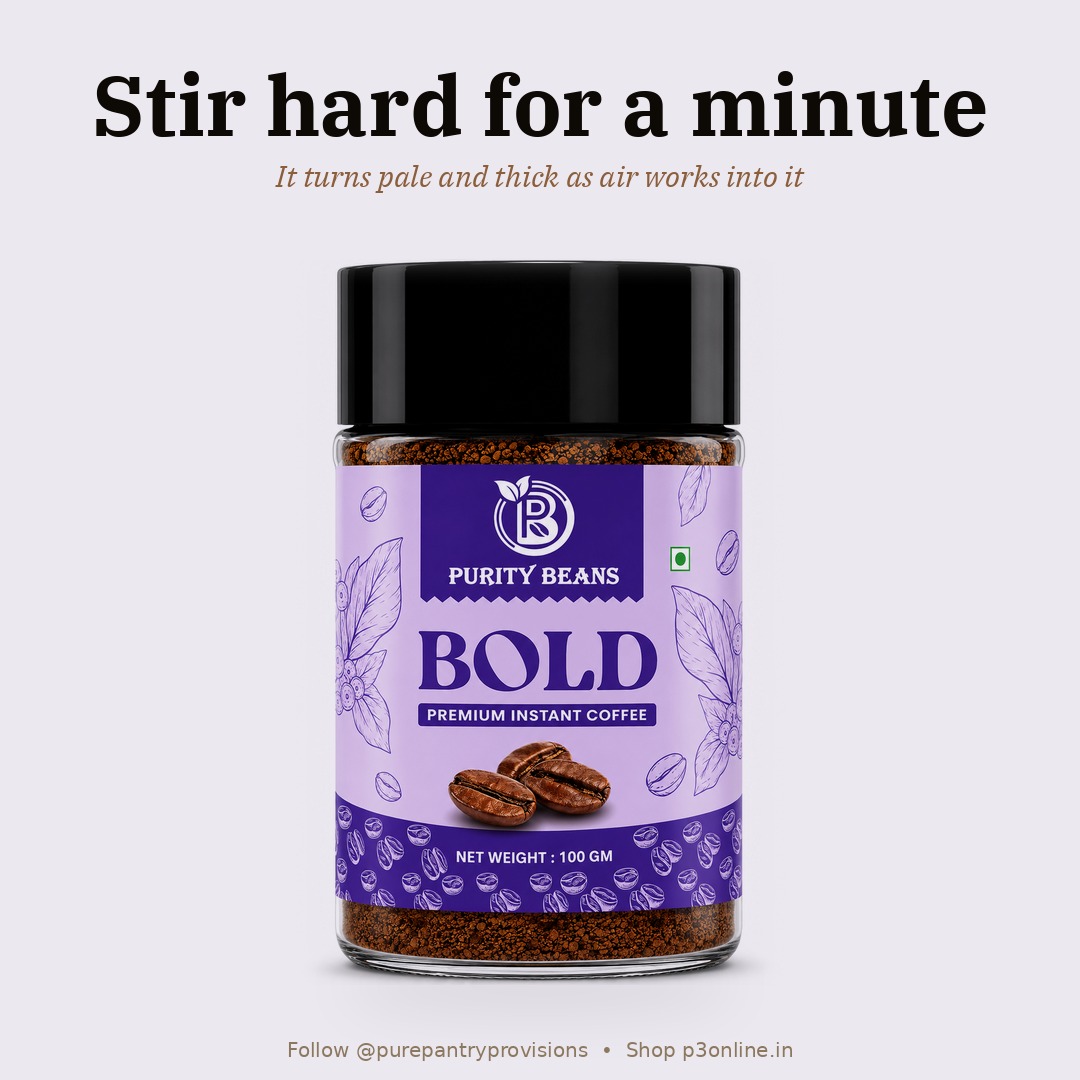 Stir hard for a minute
It turns pale and thick as air works into it
PURITY BEANS
BOLD
PREMIUM INSTANT COFFEE
NET WEIGHT : 100 GM
Follow @purepantryprovisions • Shop p3online.in